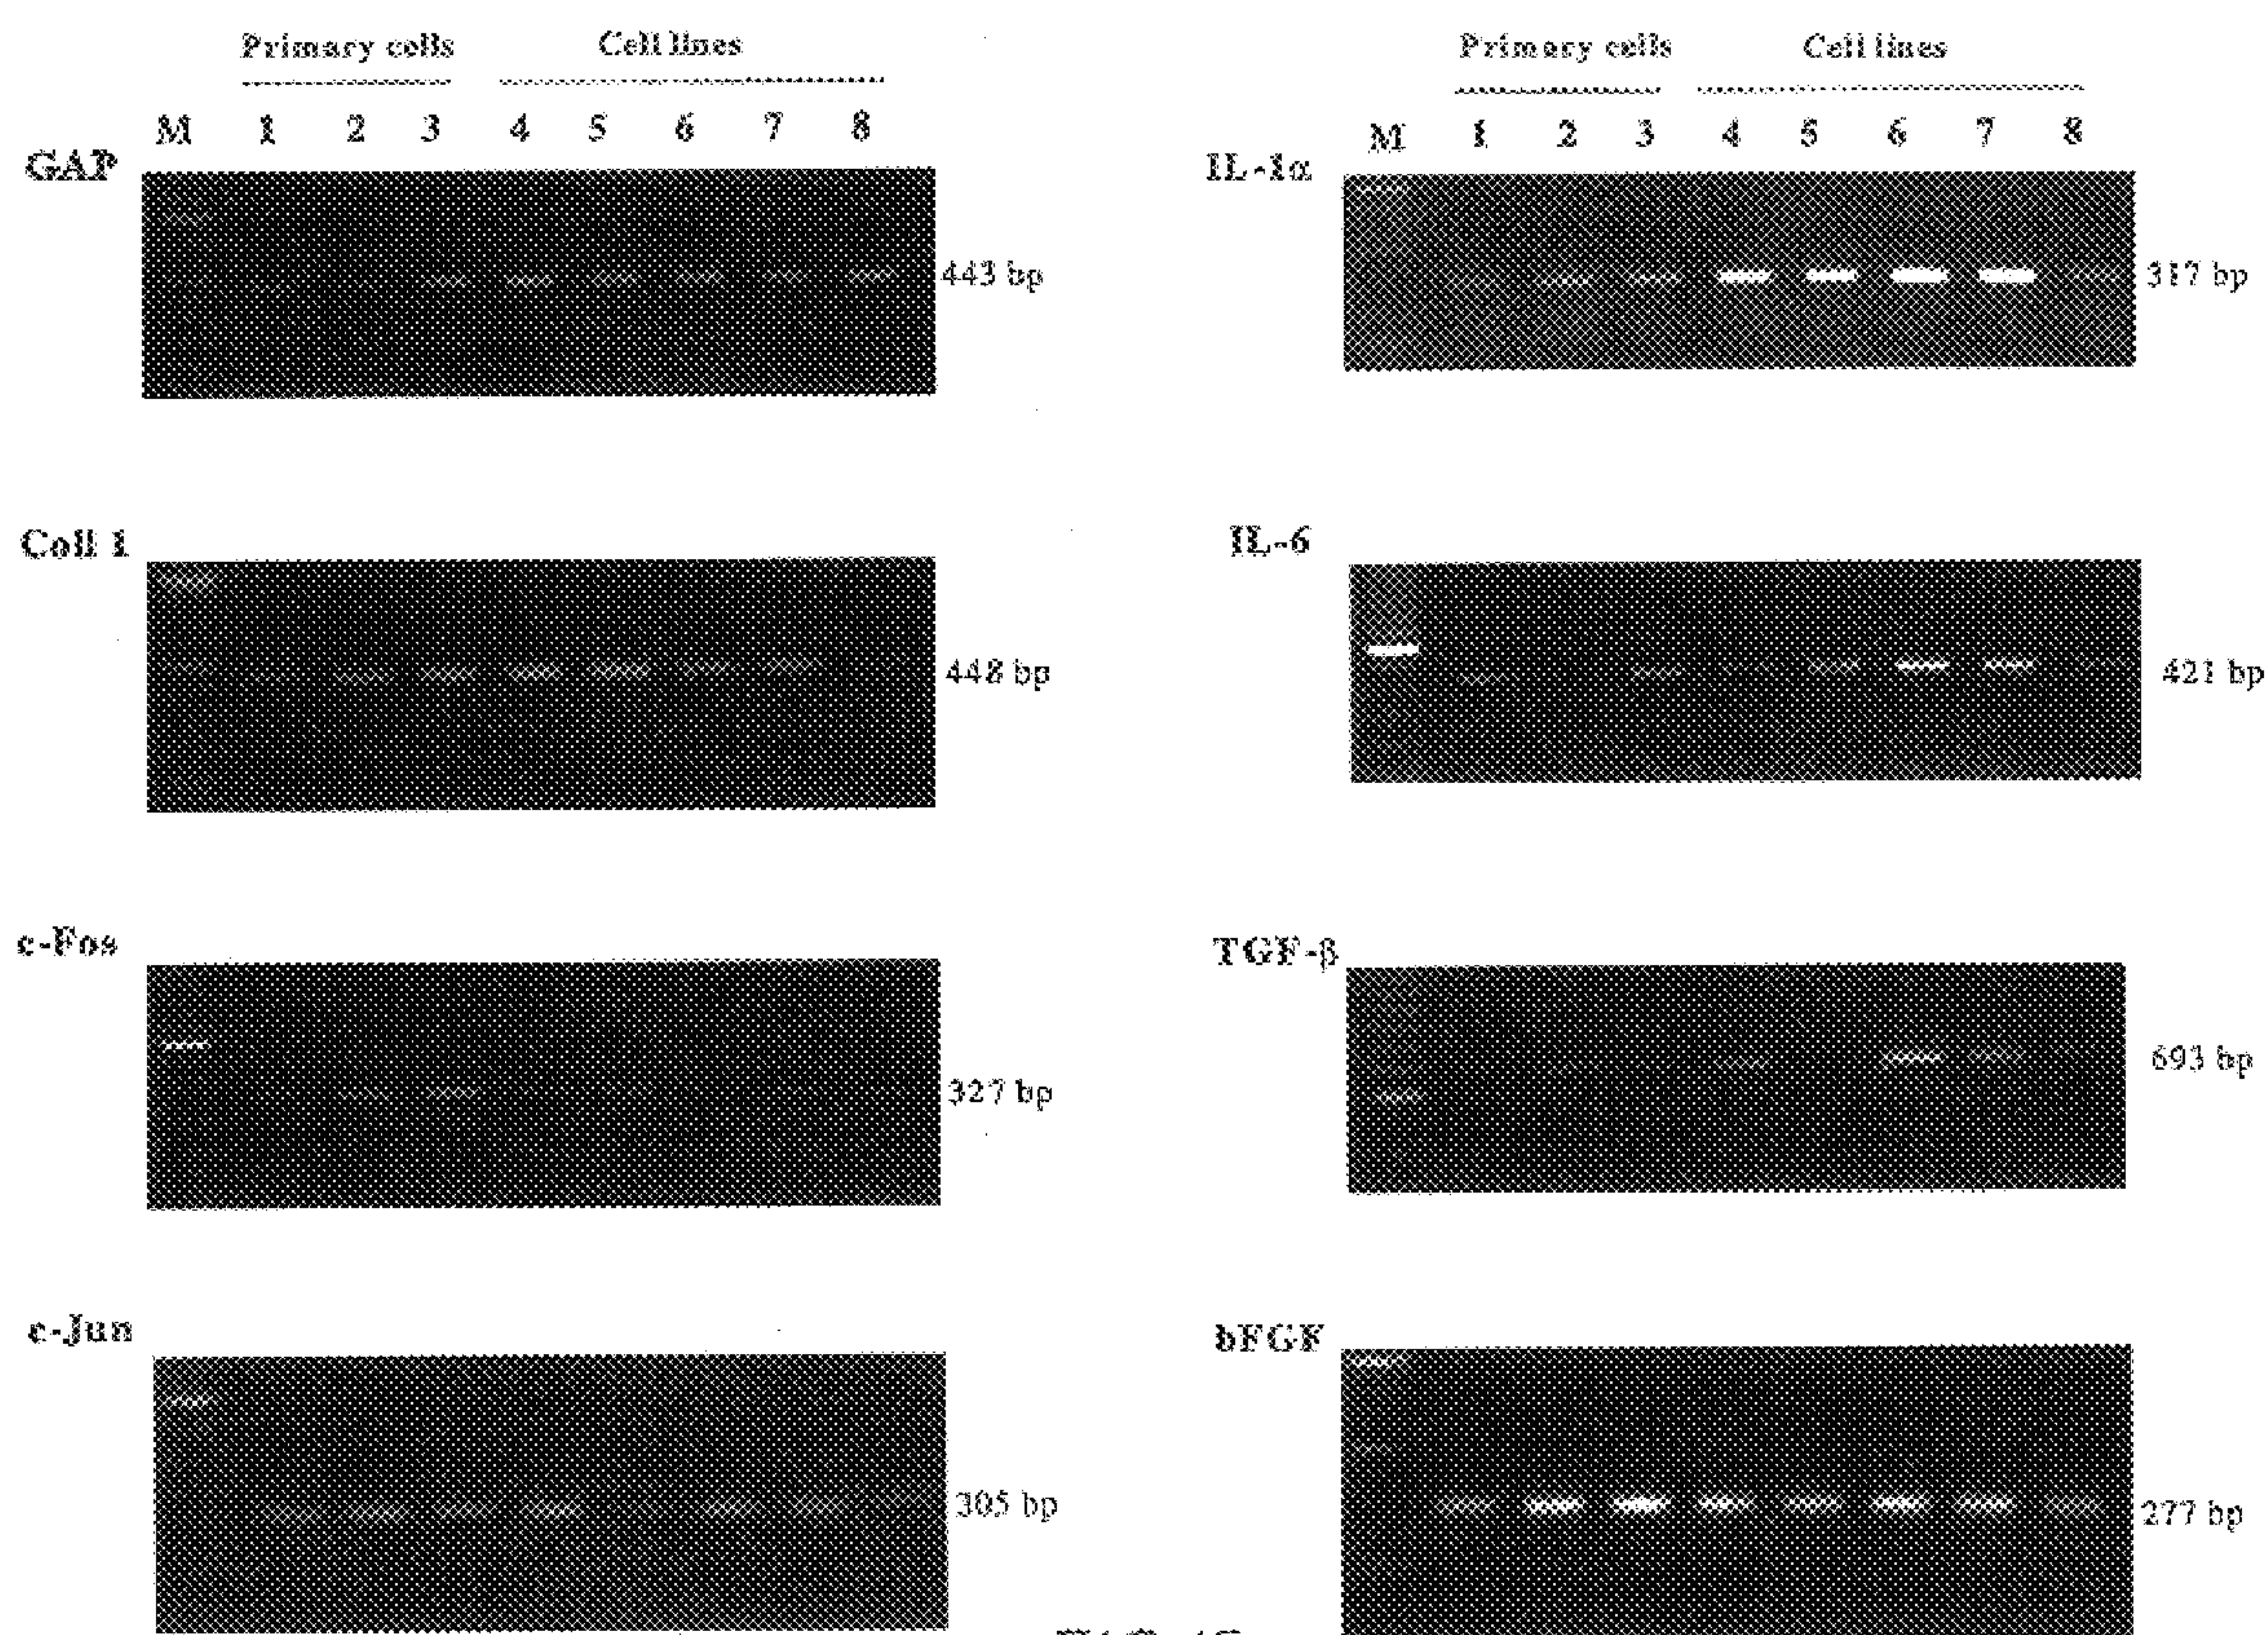 Primary cells Cell lines
M 1 2 3 4 5 6 7 8
GAP
443 bp
Coll 1
448 bp
c-Fos
327 bp
c-Jun
305 bp
Primary cells Cell lines
M 1 2 3 4 5 6 7 8
IL-1α
317 bp
IL-6
421 bp
TGF-β
693 bp
bFGF
277 bp